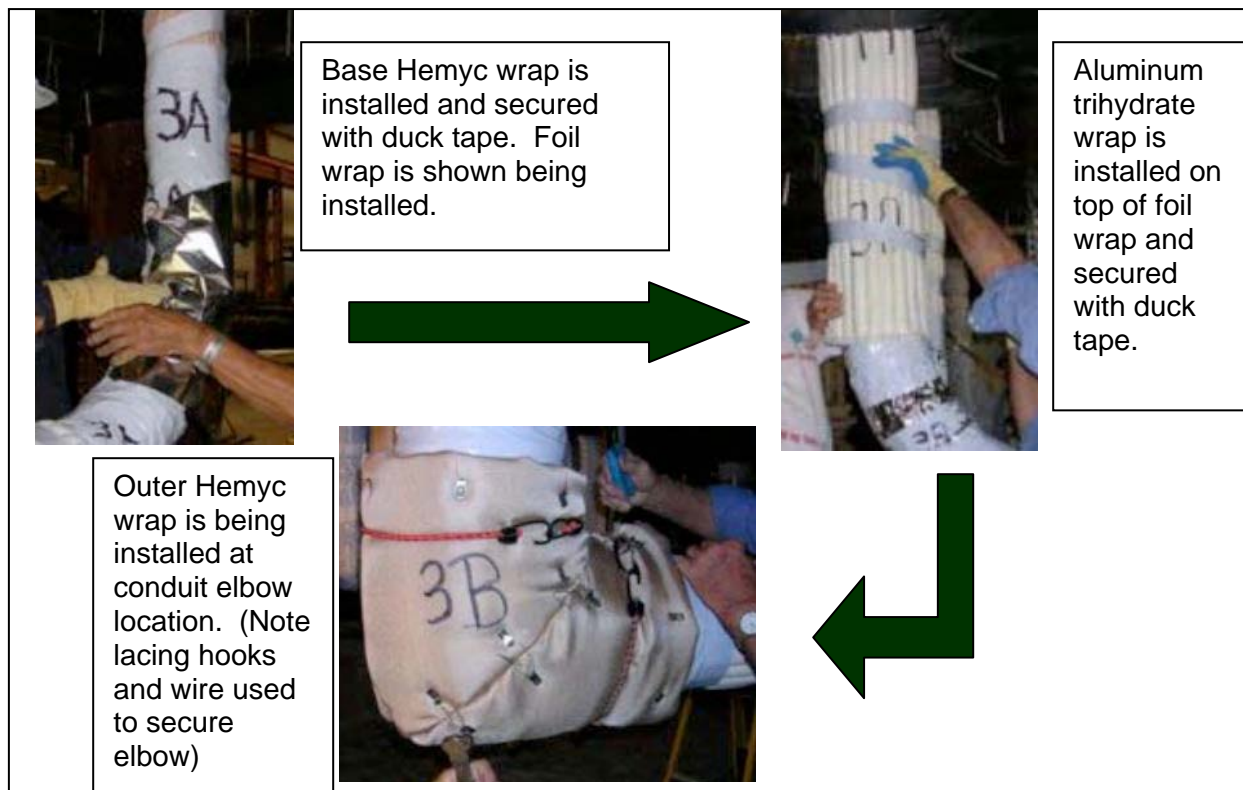 3A
Base Hemyc wrap is
installed and secured
with duck tape. Foil
wrap is shown being
installed.
Aluminum
trihydrate
wrap is
installed on
top of foil
wrap and
secured
with duck
tape.
Outer Hemyc
wrap is being
installed at
conduit elbow
location. (Note
lacing hooks
and wire used
to secure
elbow)
3B